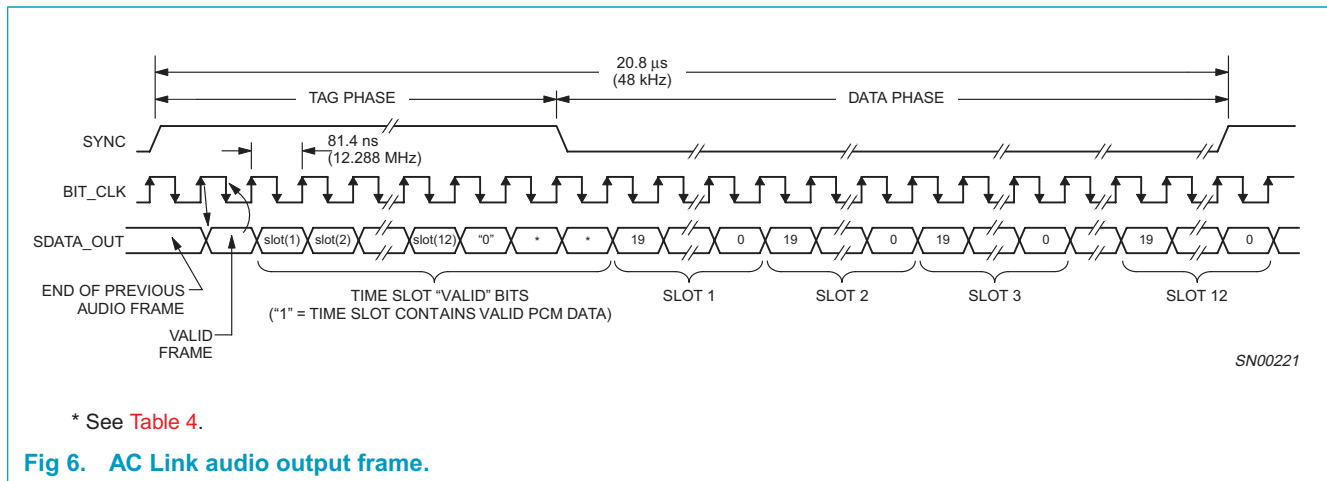 20.8 μs
(48 kHz)
TAG PHASE
DATA PHASE
SYNC
81.4 ns
(12.288 MHz)
BIT_CLK
SDATA_OUT
slot(1) slot(2) slot(12) "0" * * 19 0 19 0 19 0 19 0
END OF PREVIOUS
AUDIO FRAME
VALID
FRAME
TIME SLOT “VALID” BITS
(“1” = TIME SLOT CONTAINS VALID PCM DATA)
SLOT 1
SLOT 2
SLOT 3
SLOT 12
SN00221
* See Table 4.
Fig 6. AC Link audio output frame.